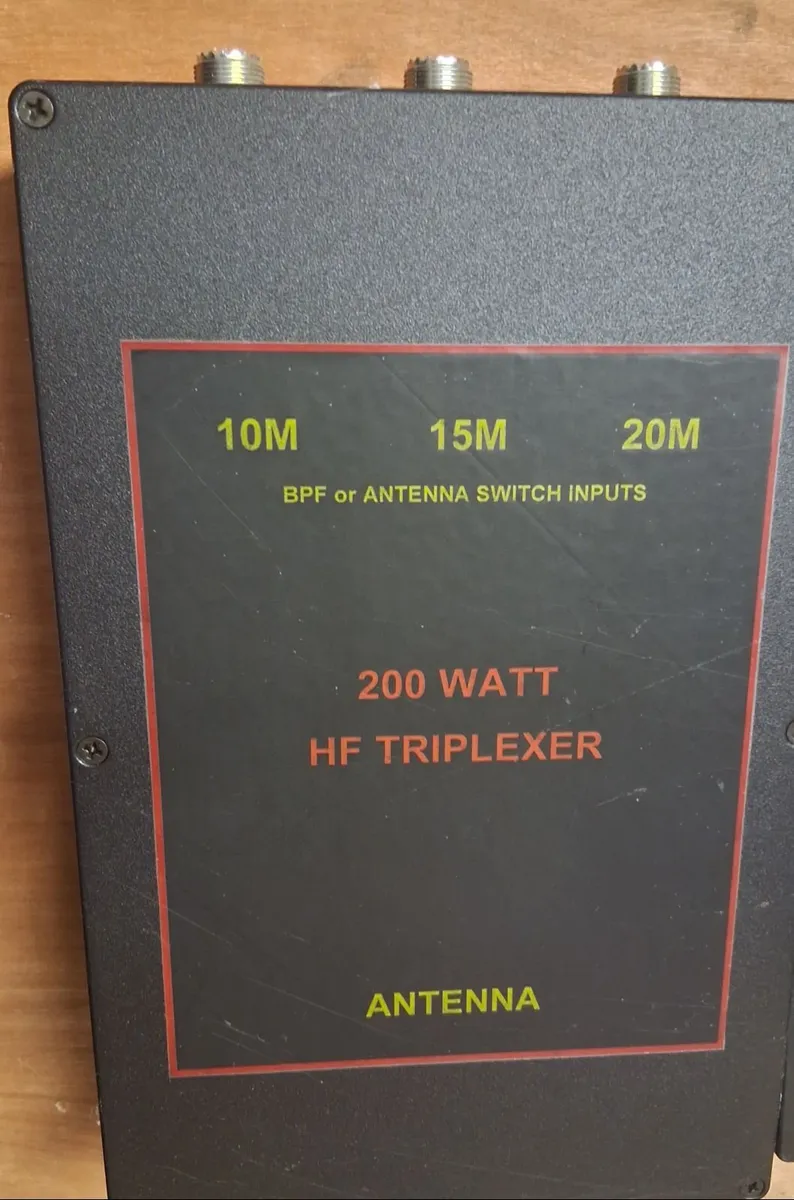 10M 15M 20M
BPF or ANTENNA SWITCH INPUTS
200 WATT
HF TRIPLEXER
ANTENNA